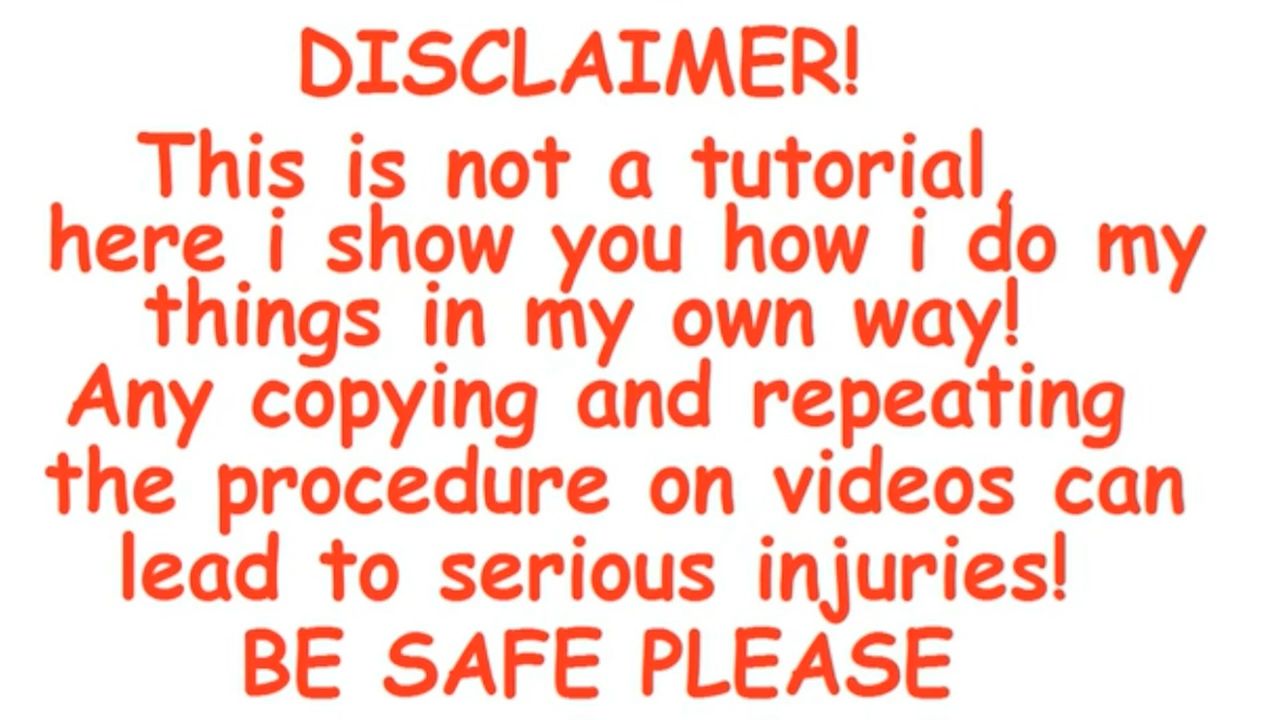 DISCLAIMER!
This is not a tutorial,
here i show you how i do my
things in my own way!
Any copying and repeating
the procedure on videos can
lead to serious injuries!
BE SAFE PLEASE